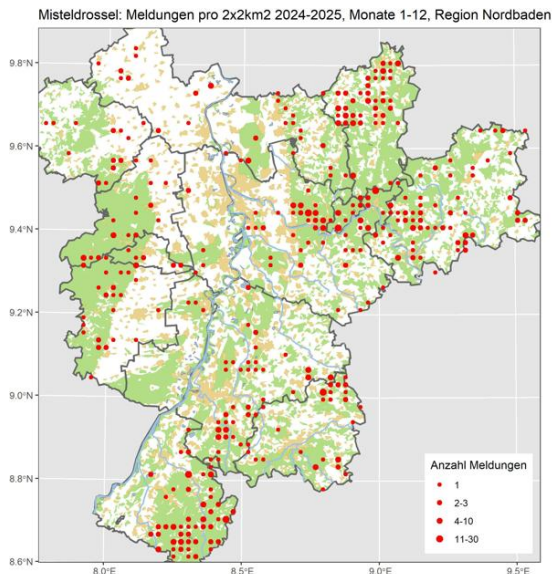 Misteldrossel: Meldungen pro 2x2km2 2024-2025, Monate 1-12, Region Nordbaden
9.8°N
9.6°N
9.4°N
9.2°N
9.0°N
8.8°N
8.6°N
8.0°E
8.5°E
9.0°E
9.5°E
Anzahl Meldungen
1
2-3
4-10
11-30